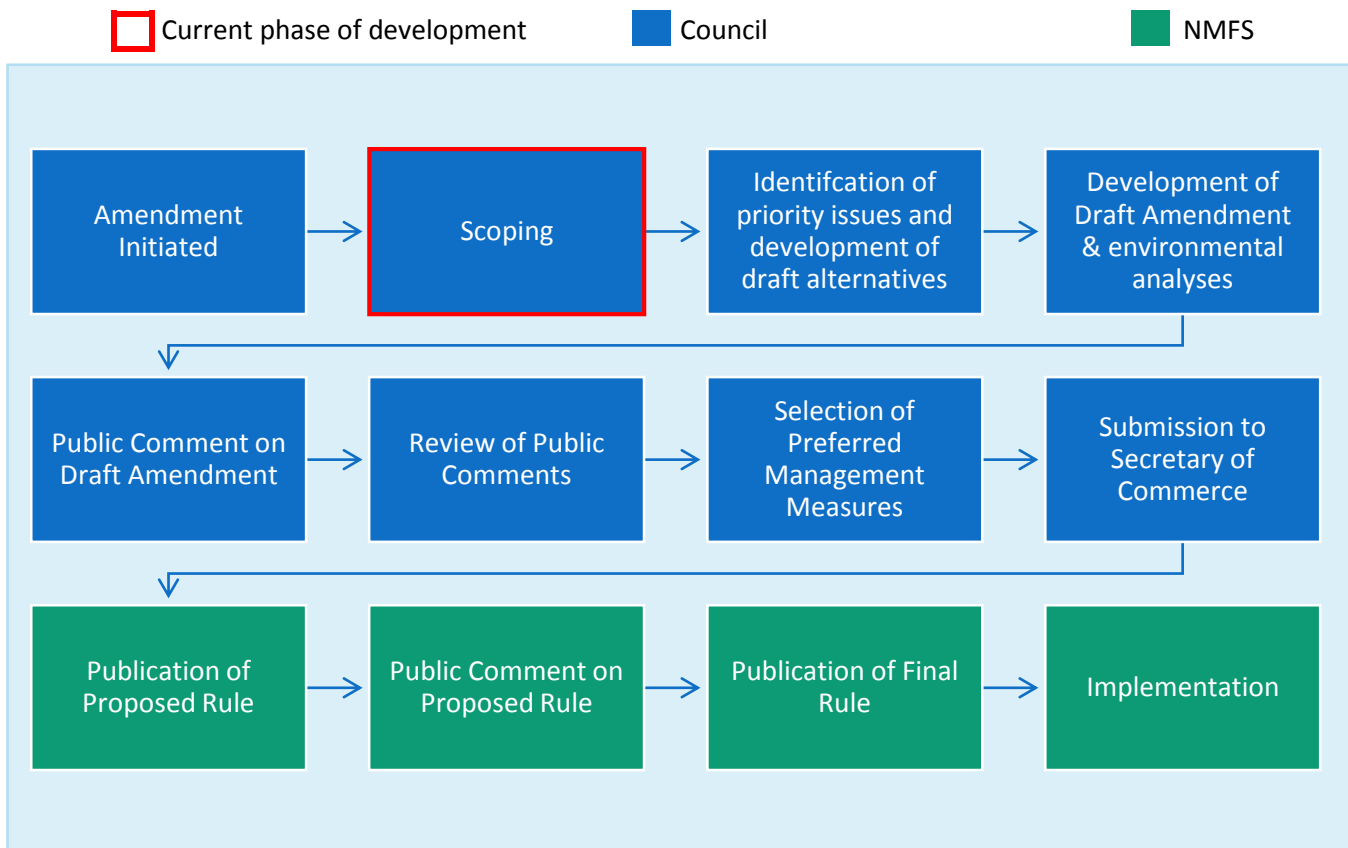 Current phase of development
Council
NMFS
Amendment
Initiated
Scoping
Identifcation of
priority issues and
development of
draft alternatives
Development of
Draft Amendment
& environmental
analyses
Public Comment on
Draft Amendment
Review of Public
Comments
Selection of
Preferred
Management
Measures
Submission to
Secretary of
Commerce
Publication of
Proposed Rule
Public Comment on
Proposed Rule
Publication of Final
Rule
Implementation